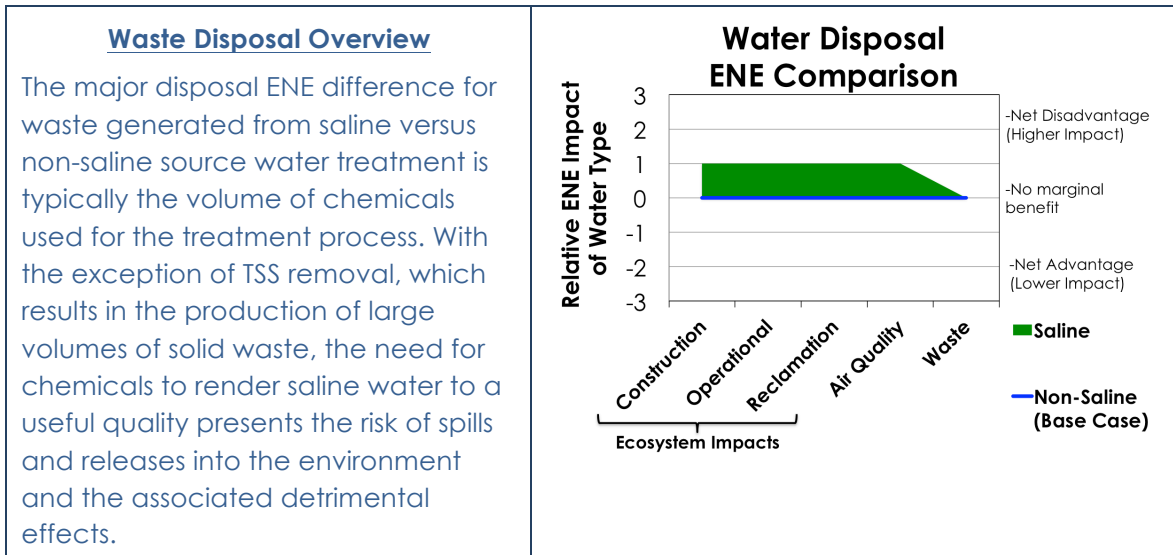 Waste Disposal Overview
The major disposal ENE difference for
waste generated from saline versus
non-saline source water treatment is
typically the volume of chemicals
used for the treatment process. With
the exception of TSS removal, which
results in the production of large
volumes of solid waste, the need for
chemicals to render saline water to a
useful quality presents the risk of spills
and releases into the environment
and the associated detrimental
effects.
Water Disposal
ENE Comparison
Relative ENE Impact
of Water Type
3
2
1
0
-1
-2
-3
-Net Disadvantage
(Higher Impact)
-No marginal
benefit
-Net Advantage
(Lower Impact)
Construction
Operational
Reclamation
Air Quality
Waste
Ecosystem Impacts
Saline
Non-Saline
(Base Case)